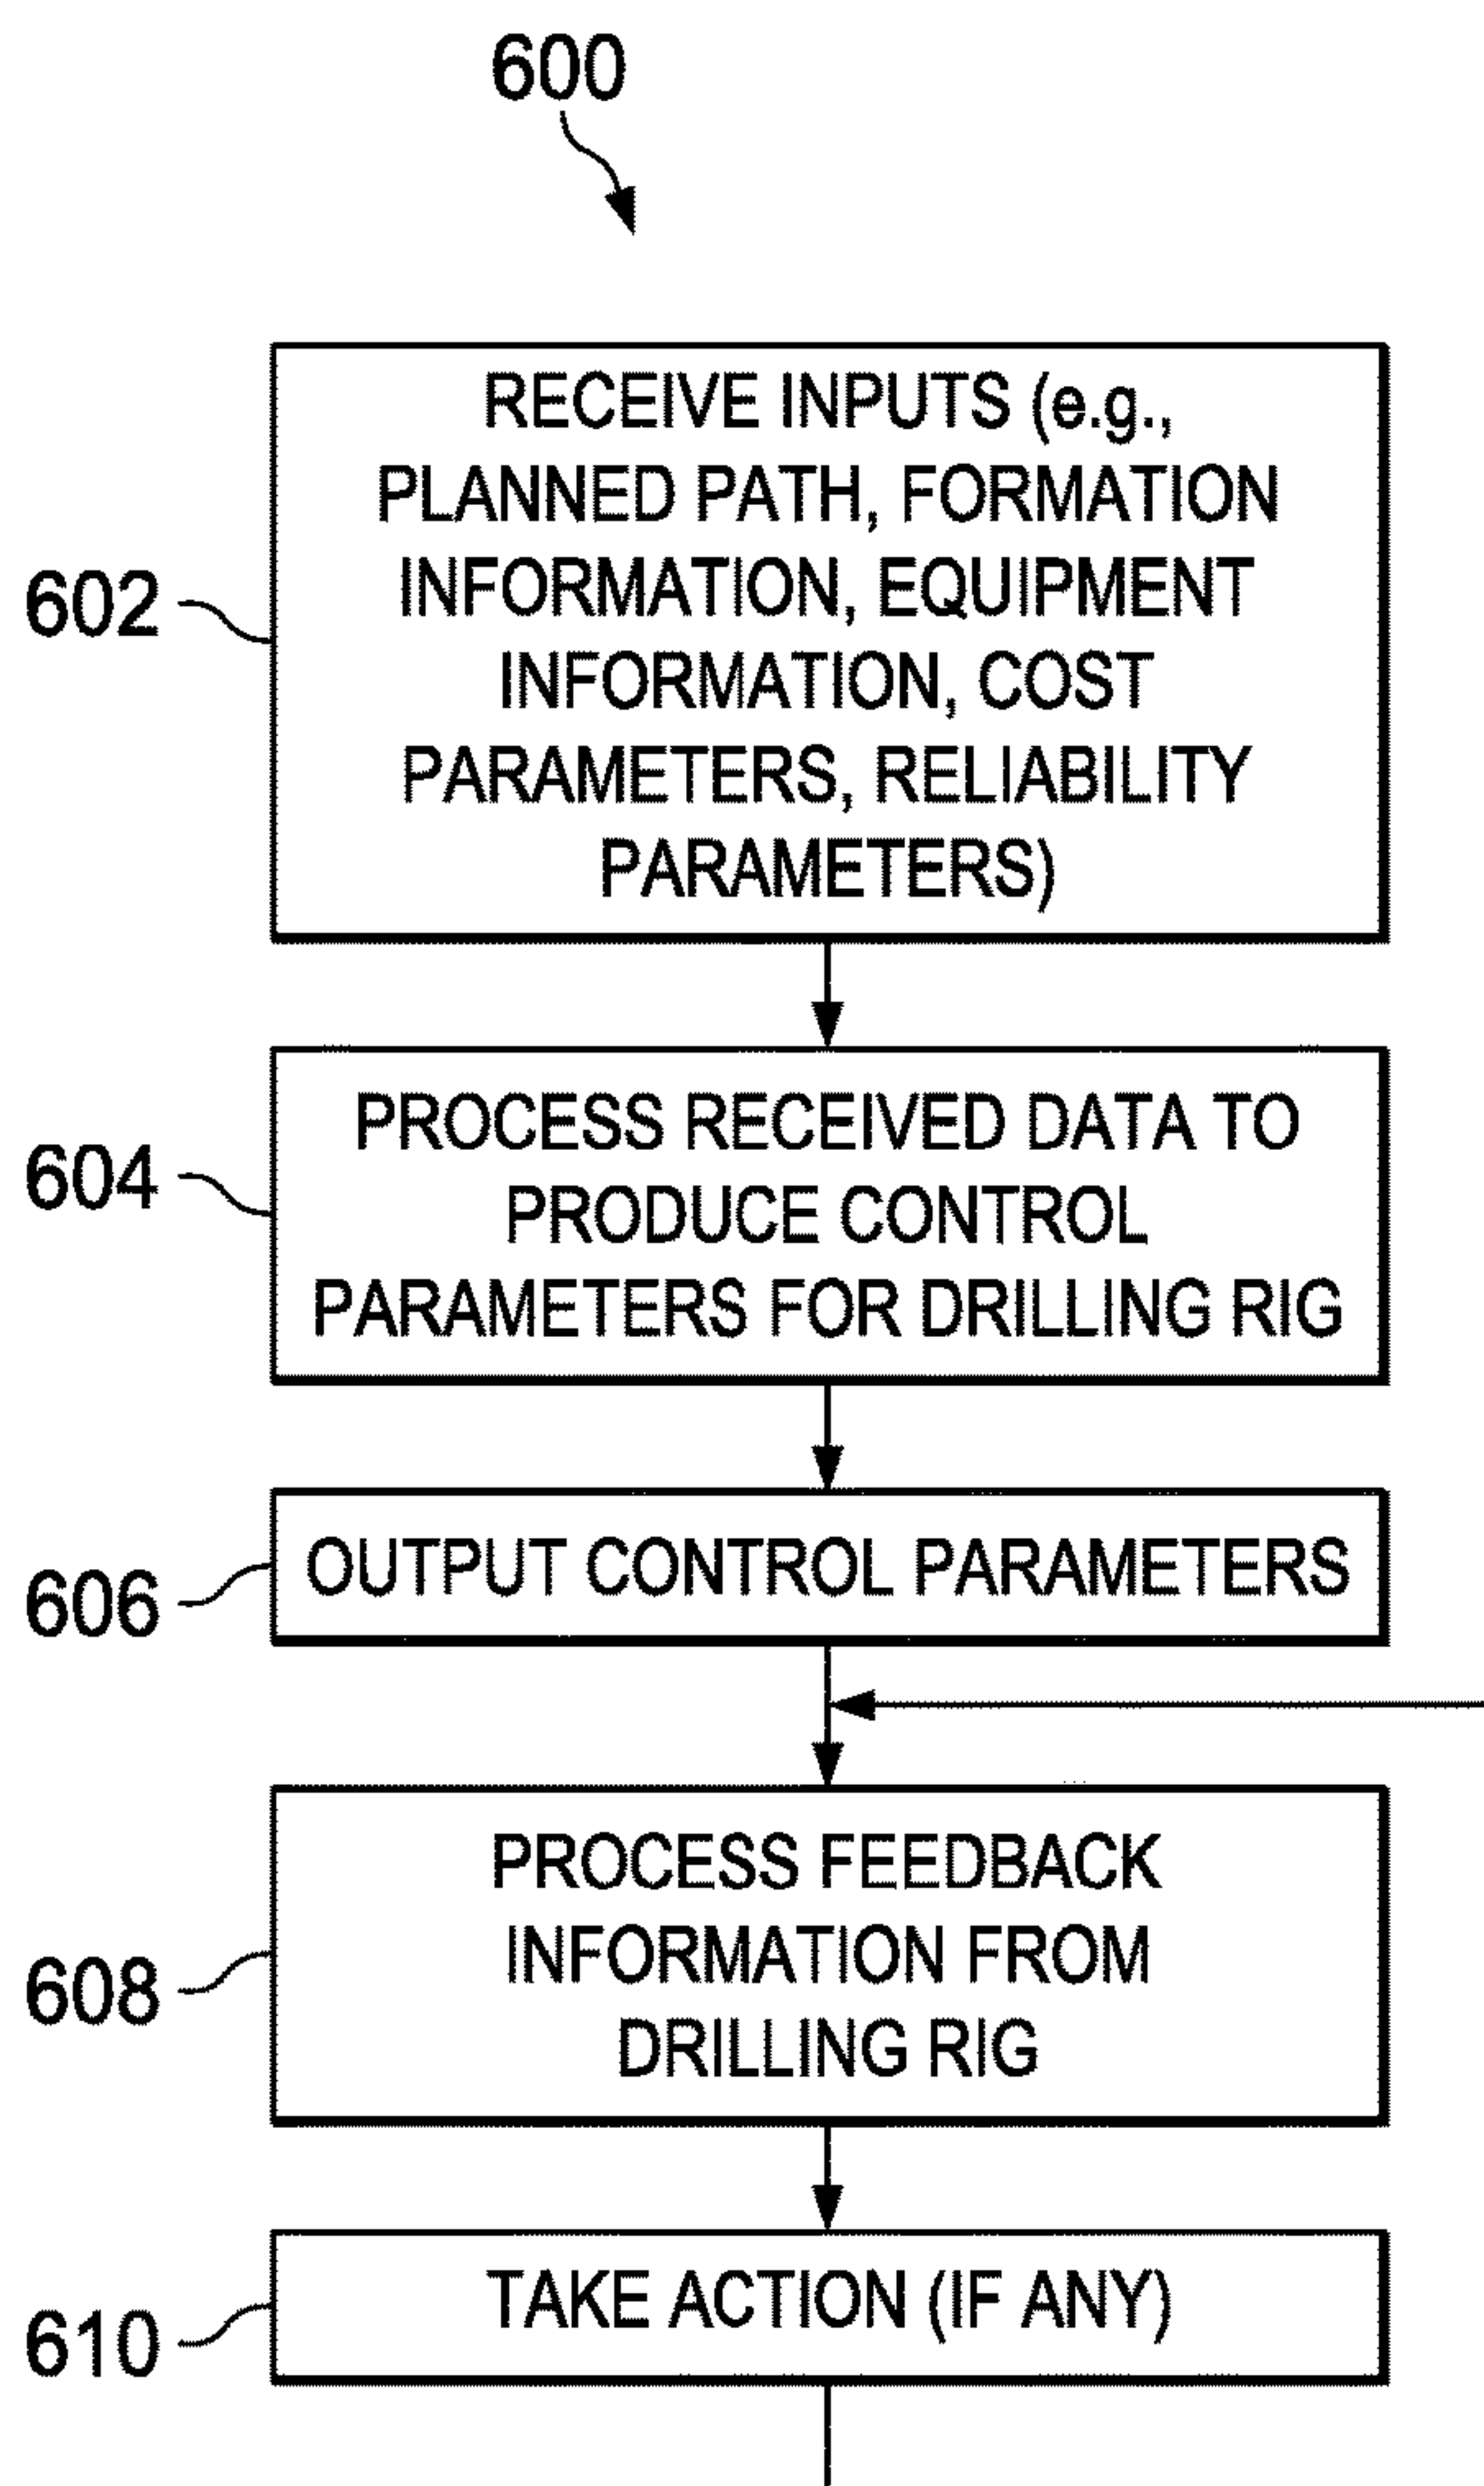 600
602
RECEIVE INPUTS (e.g.,
PLANNED PATH, FORMATION
INFORMATION, EQUIPMENT
INFORMATION, COST
PARAMETERS, RELIABILITY
PARAMETERS)
604
PROCESS RECEIVED DATA TO
PRODUCE CONTROL
PARAMETERS FOR DRILLING RIG
606
OUTPUT CONTROL PARAMETERS
608
PROCESS FEEDBACK
INFORMATION FROM
DRILLING RIG
610
TAKE ACTION (IF ANY)